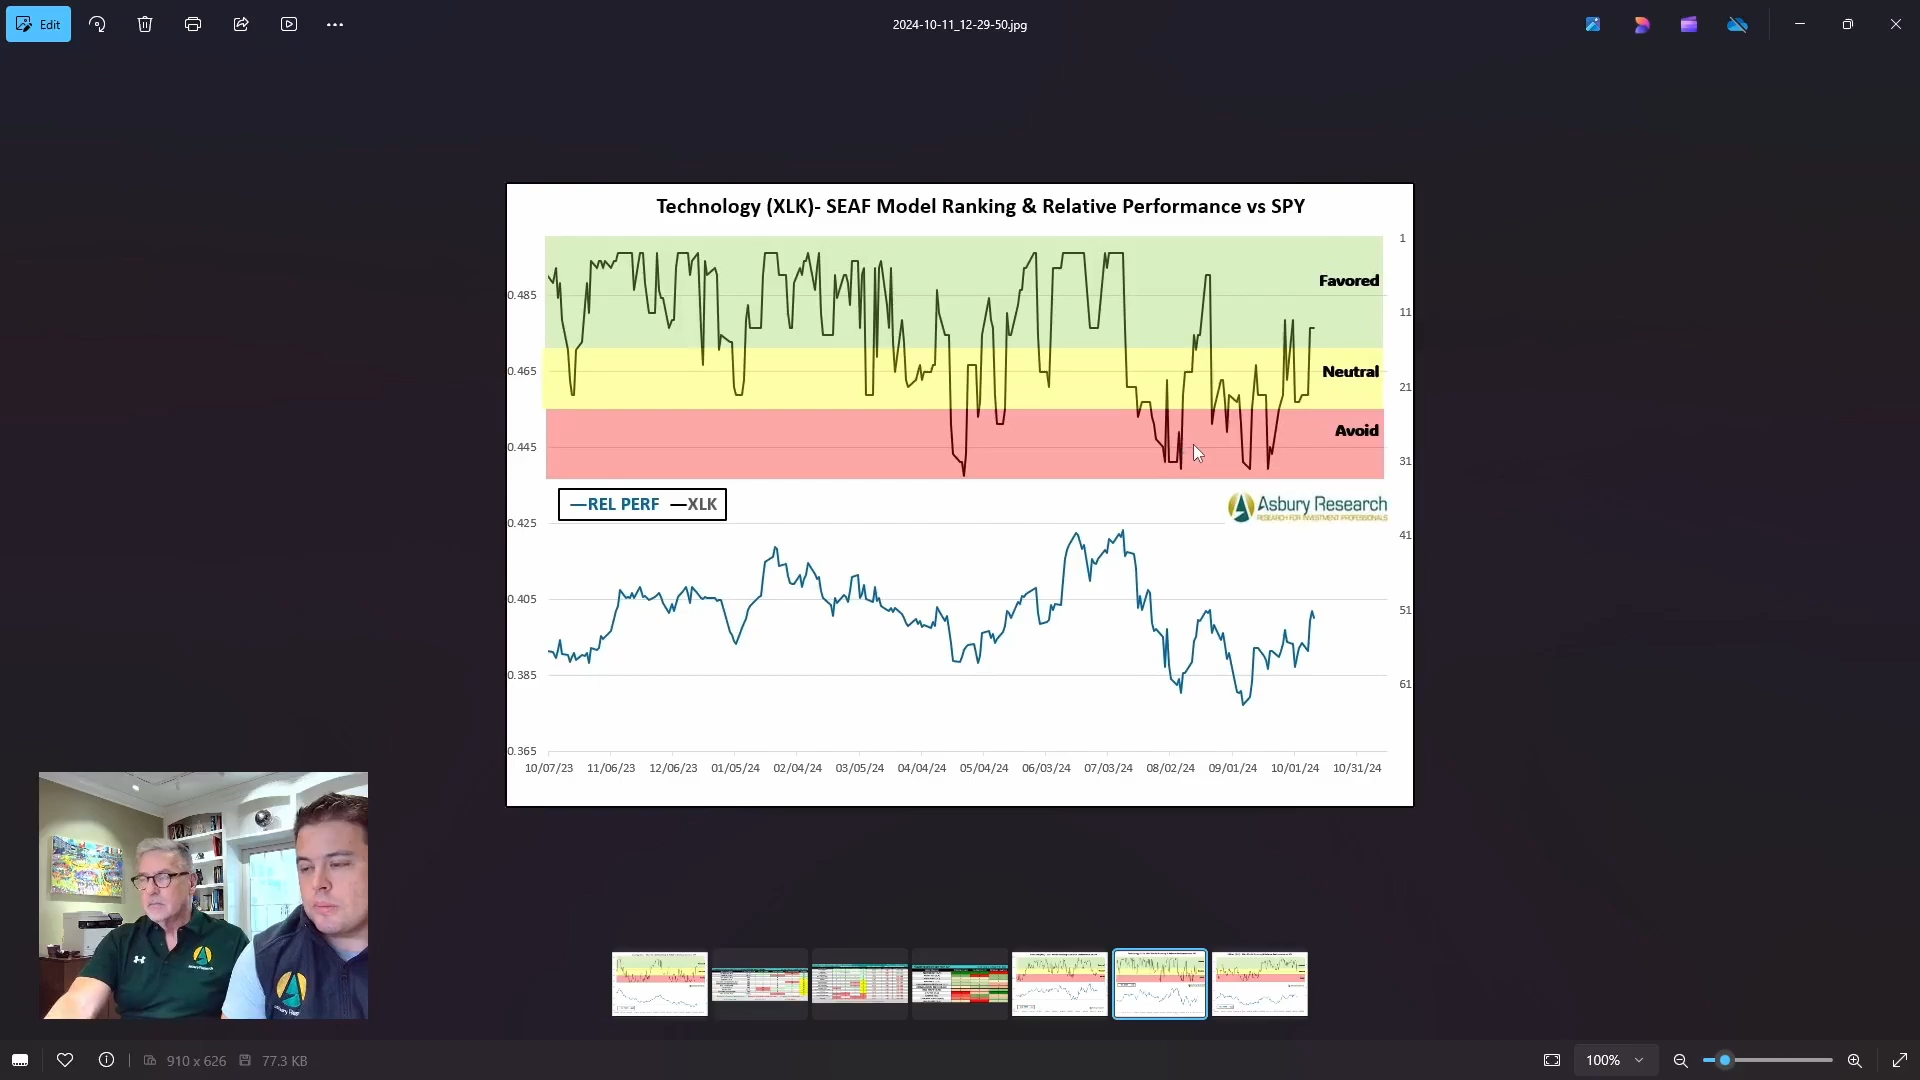 Edit
2024-10-11_12-29-50.jpg
Technology (XLK)- SEAF Model Ranking & Relative Performance vs SPY
1
Favored
0.485
11
0.465
Neutral
21
Avoid
0.445
31
REL PERF XLK
Asbury Research
RESEARCH FOR INVESTMENT PROFESSIONALS
0.425
41
0.405
51
0.385
61
0.365
10/07/23 11/06/23 12/06/23 01/05/24 02/04/24 03/05/24 04/04/24 05/04/24 06/03/24 07/03/24 08/02/24 09/01/24 10/01/24 10/31/24
910 x 626 77.3 KB
100%